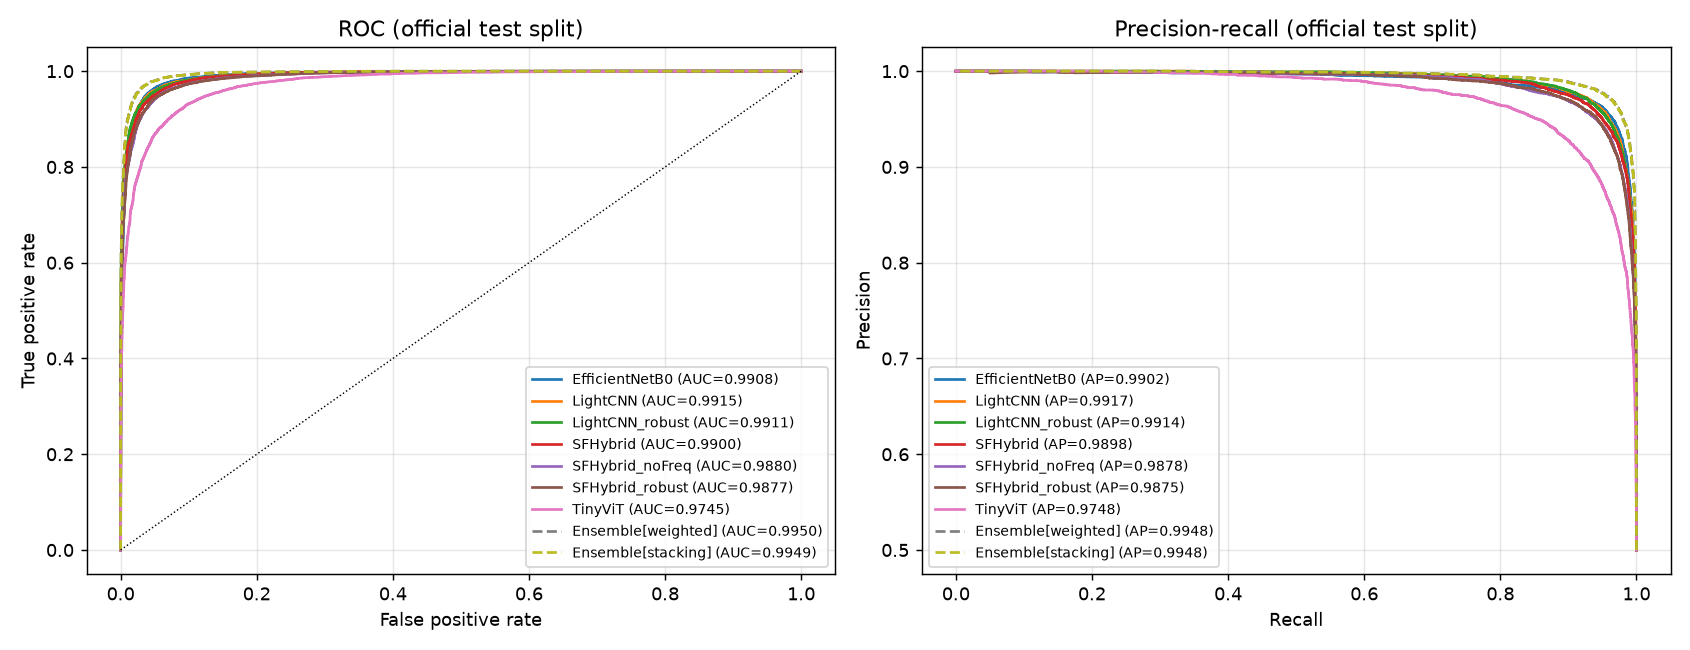 ROC (official test split)
True positive rate
1.0
0.8
0.6
0.4
0.2
0.0
EfficientNetB0 (AUC=0.9908)
LightCNN (AUC=0.9915)
LightCNN_robust (AUC=0.9911)
SFHybrid (AUC=0.9900)
SFHybrid_noFreq (AUC=0.9880)
SFHybrid_robust (AUC=0.9877)
TinyViT (AUC=0.9745)
Ensemble[weighted] (AUC=0.9950)
Ensemble[stacking] (AUC=0.9949)
0.0 0.2 0.4 0.6 0.8 1.0
False positive rate
Precision-recall (official test split)
Precision
1.0
0.9
0.8
0.7
0.6
0.5
EfficientNetB0 (AP=0.9902)
LightCNN (AP=0.9917)
LightCNN_robust (AP=0.9914)
SFHybrid (AP=0.9898)
SFHybrid_noFreq (AP=0.9878)
SFHybrid_robust (AP=0.9875)
TinyViT (AP=0.9748)
Ensemble[weighted] (AP=0.9948)
Ensemble[stacking] (AP=0.9948)
0.0 0.2 0.4 0.6 0.8 1.0
Recall